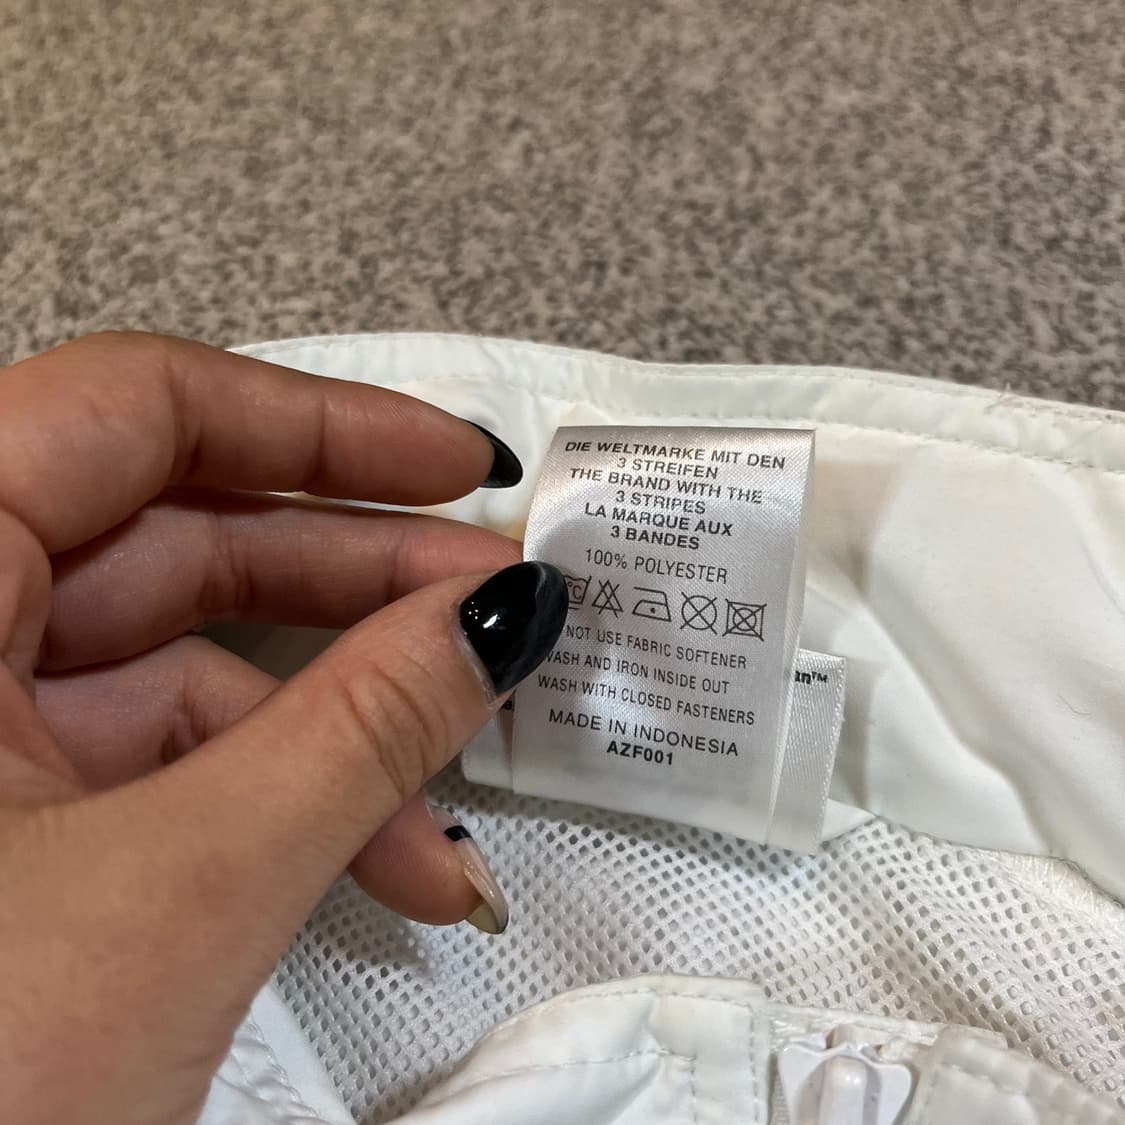 DIE WELTMARKE MIT DEN
3 STREIFEN
THE BRAND WITH THE
3 STRIPES
LA MARQUE AUX
3 BANDES
100% POLYESTER
°C
NOT USE FABRIC SOFTENER
WASH AND IRON INSIDE OUT
WASH WITH CLOSED FASTENERS
MADE IN INDONESIA
AZF001